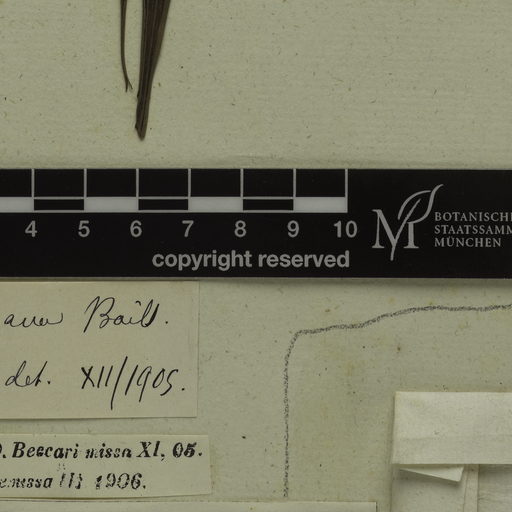 4 5 6 7 8 9 10
BOTANISCHE
STAATSSAMM
MÜNCHEN
copyright reserved
Baill.
det. XII/1905.
Beccari missa XI, 05.
emissa III 1906.